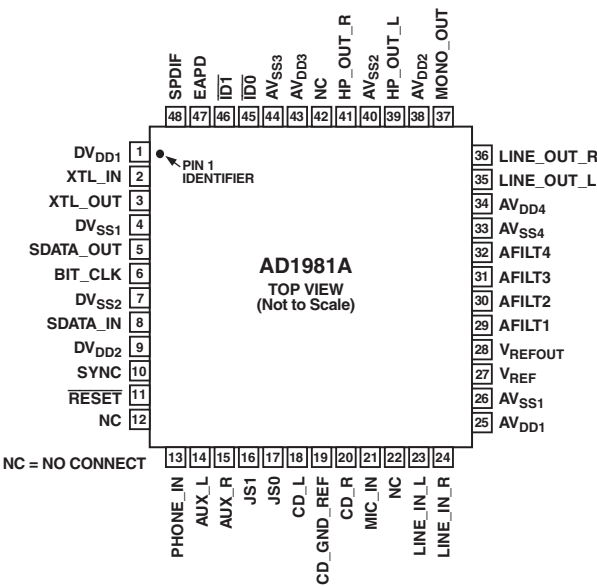 SPDIF
EAPD
ID1
ID0
AVSS3
AVDD3
NC
HP_OUT_R
AVSS2
HP_OUT_L
AVDD2
MONO_OUT
48 47 46 45 44 43 42 41 40 39 38 37
DVDD1 1
XTL_IN 2
XTL_OUT 3
DVSS1 4
SDATA_OUT 5
BIT_CLK 6
DVSS2 7
SDATA_IN 8
DVDD2 9
SYNC 10
RESET 11
NC 12
PIN 1
IDENTIFIER
AD1981A
TOP VIEW
(Not to Scale)
36 LINE_OUT_R
35 LINE_OUT_L
34 AVDD4
33 AVSS4
32 AFILT4
31 AFILT3
30 AFILT2
29 AFILT1
28 VREFOUT
27 VREF
26 AVSS1
25 AVDD1
NC = NO CONNECT
13 14 15 16 17 18 19 20 21 22 23 24
PHONE_IN
AUX_L
AUX_R
JS1
JS0
CD_L
CD_GND_REF
CD_R
MIC_IN
NC
LINE_IN_L
LINE_IN_R